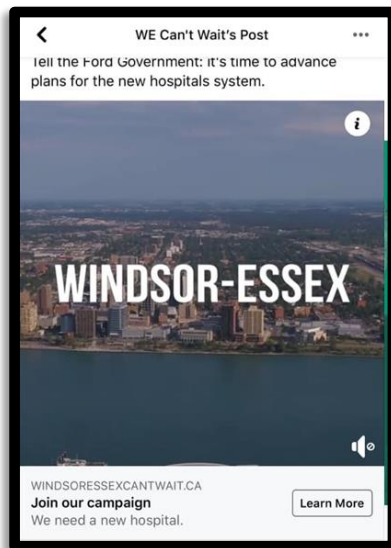 WE Can't Wait's Post
Tell the Ford Government: it's time to advance
plans for the new hospitals system.
WINDSOR-ESSEX
WINDSORESSEXCANTWAIT.CA
Join our campaign
Learn More
We need a new hospital.